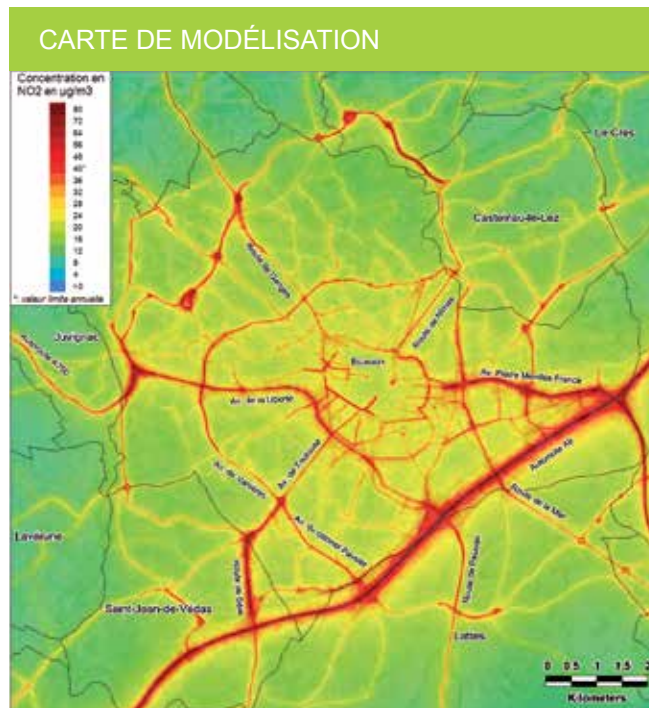 CARTE DE MODÉLISATION
Concentration en
NO2 en µg/m3
80
72
64
56
48
40*
36
32
28
24
20
16
12
8
4
<0
*: valeur limite annuelle
Le Crès
Castelnau-le-Lez
Route de Ganges
Route de Nîmes
Juvignac
Autoroute A750
Ecusson
Av. Pierre Mendès France
Av. de la Liberté
Autoroute A9
Av. de Toulouse
Av. de Vanières
Route de la Mer
Av. du colonel Pavelet
Lavérune
Route de Sète
Route de Palavas
Saint-Jean-de-Védas
Lattes
0 0.5 1 1.5 2
Kilometers